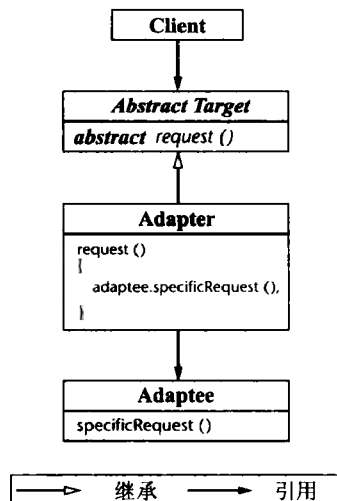 Client
Abstract Target
abstract request ()
Adapter
request ()
{
adaptee.specificRequest (),
}
Adaptee
specificRequest ()
继承 引用